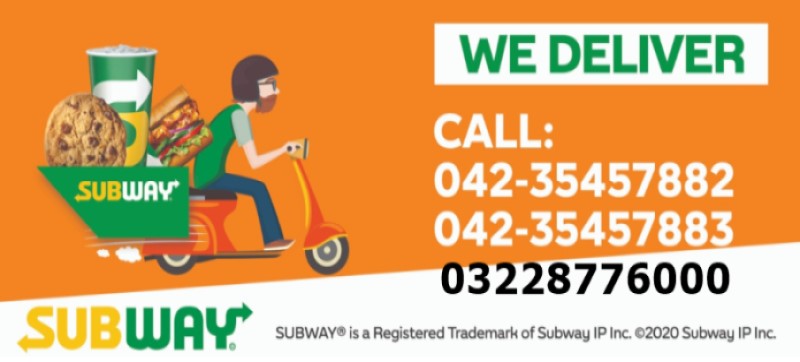 WE DELIVER
CALL:
042-35457882
042-35457883
03228776000
SUBWAY
SUBWAY®
SUBWAY® is a Registered Trademark of Subway IP Inc. ©2020 Subway IP Inc.